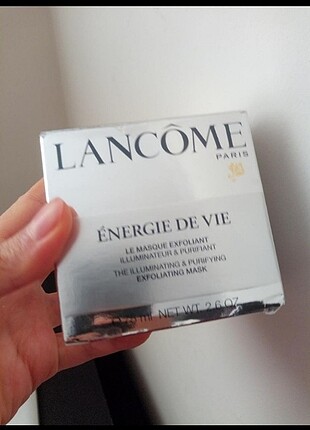 LANCÔME
PARIS
ÉNERGIE DE VIE
LE MASQUE EXFOLIANT
ILLUMINATEUR & PURIFIANT
THE ILLUMINATING & PURIFYING
EXFOLIATING MASK
ml NET WT. 2.6 OZ